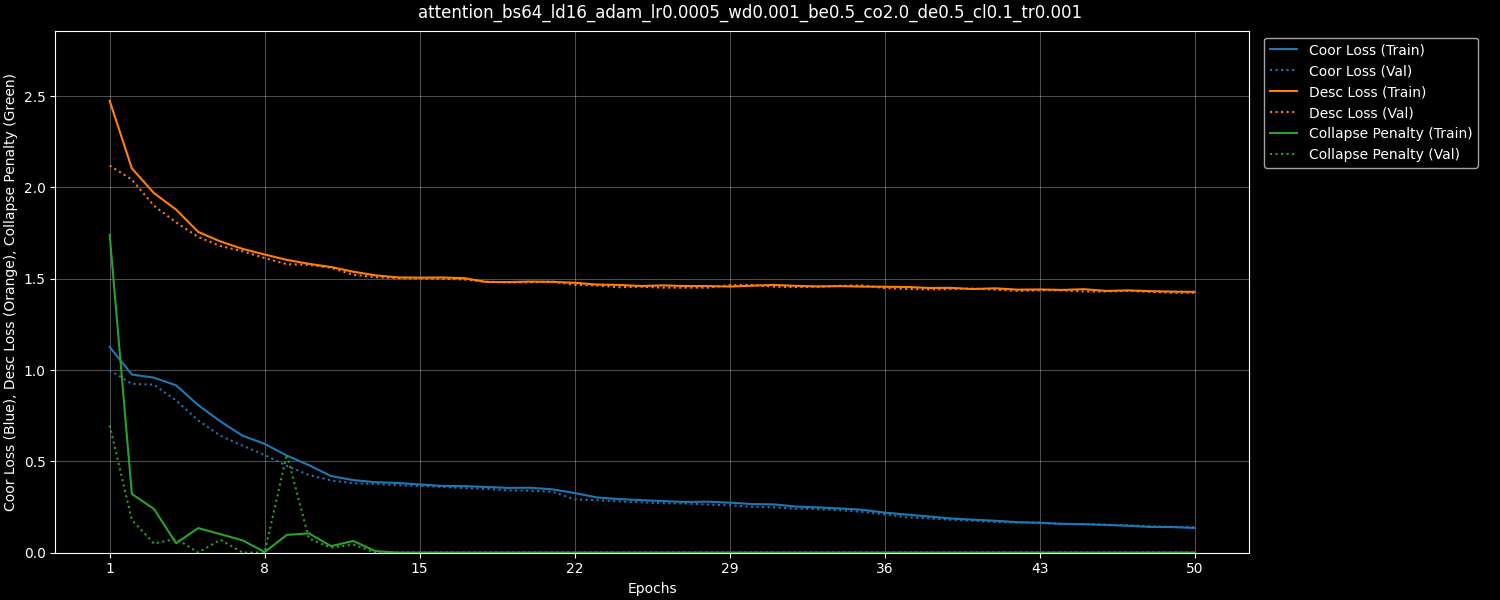 attention_bs64_ld16_adam_lr0.0005_wd0.001_be0.5_co2.0_de0.5_cl0.1_tr0.001
Coor Loss (Blue), Desc Loss (Orange), Collapse Penalty (Green)
2.5
2.0
1.5
1.0
0.5
0.0
1 8 15 22 29 36 43 50
Epochs
Coor Loss (Train)
Coor Loss (Val)
Desc Loss (Train)
Desc Loss (Val)
Collapse Penalty (Train)
Collapse Penalty (Val)